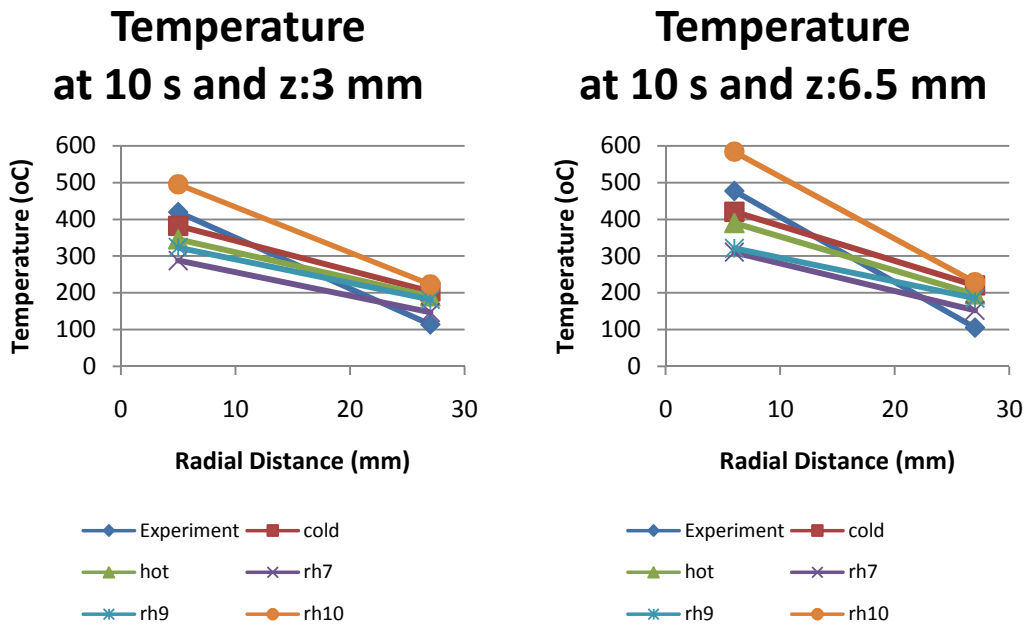 Temperature
at 10 s and z:3 mm
600
500
400
300
200
100
0
Temperature (oC)
0 10 20 30
Radial Distance (mm)
Experiment cold
hot rh7
rh9 rh10
Temperature
at 10 s and z:6.5 mm
600
500
400
300
200
100
0
Temperature (oC)
0 10 20 30
Radial Distance (mm)
Experiment cold
hot rh7
rh9 rh10